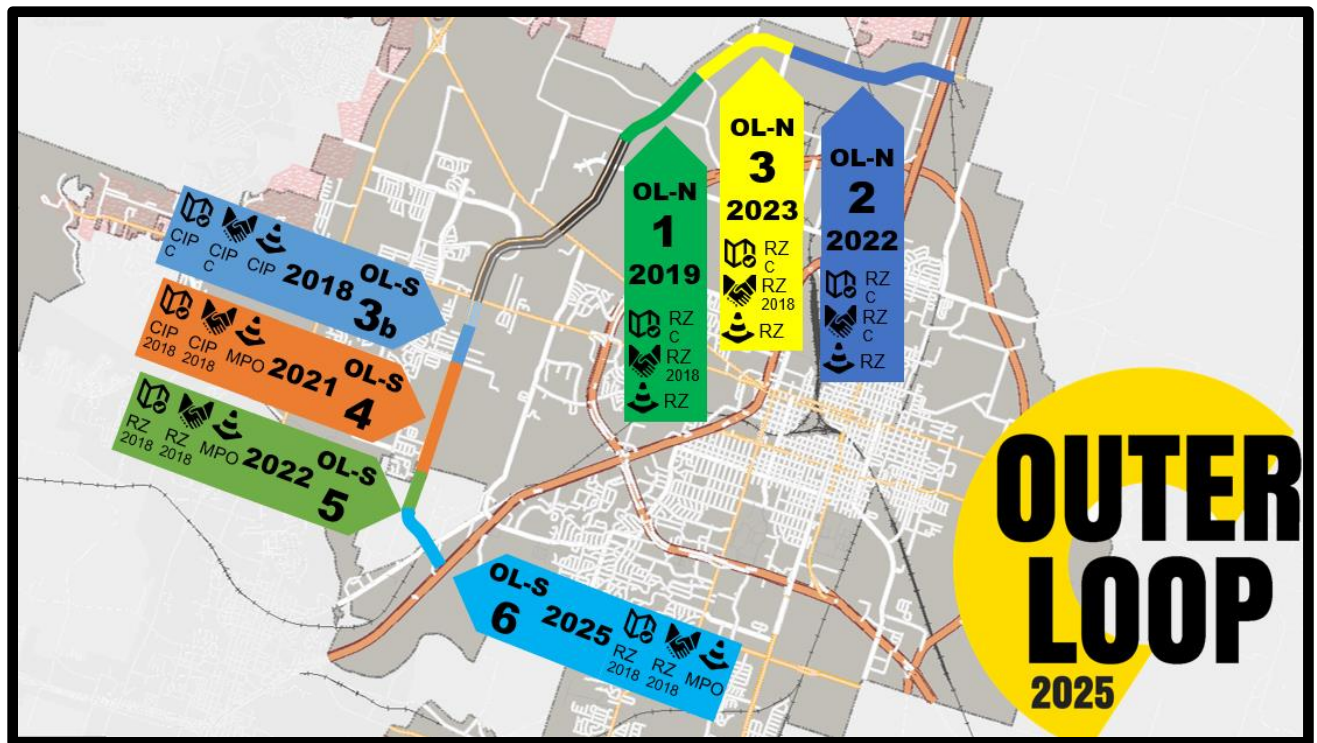 OL-N
1
2019
RZ
C
RZ
2018
RZ
OL-N
3
2023
RZ
C
RZ
2018
RZ
OL-N
2
2022
RZ
C
RZ
C
RZ
CIP
C
CIP
C
CIP
2018
OL-S
3b
CIP
2018
CIP
2018
MPO
2021
OL-S
4
RZ
2018
RZ
2018
MPO
2022
OL-S
5
OL-S
6
2025
RZ
2018
RZ
2018
MPO
OUTER
LOOP
2025